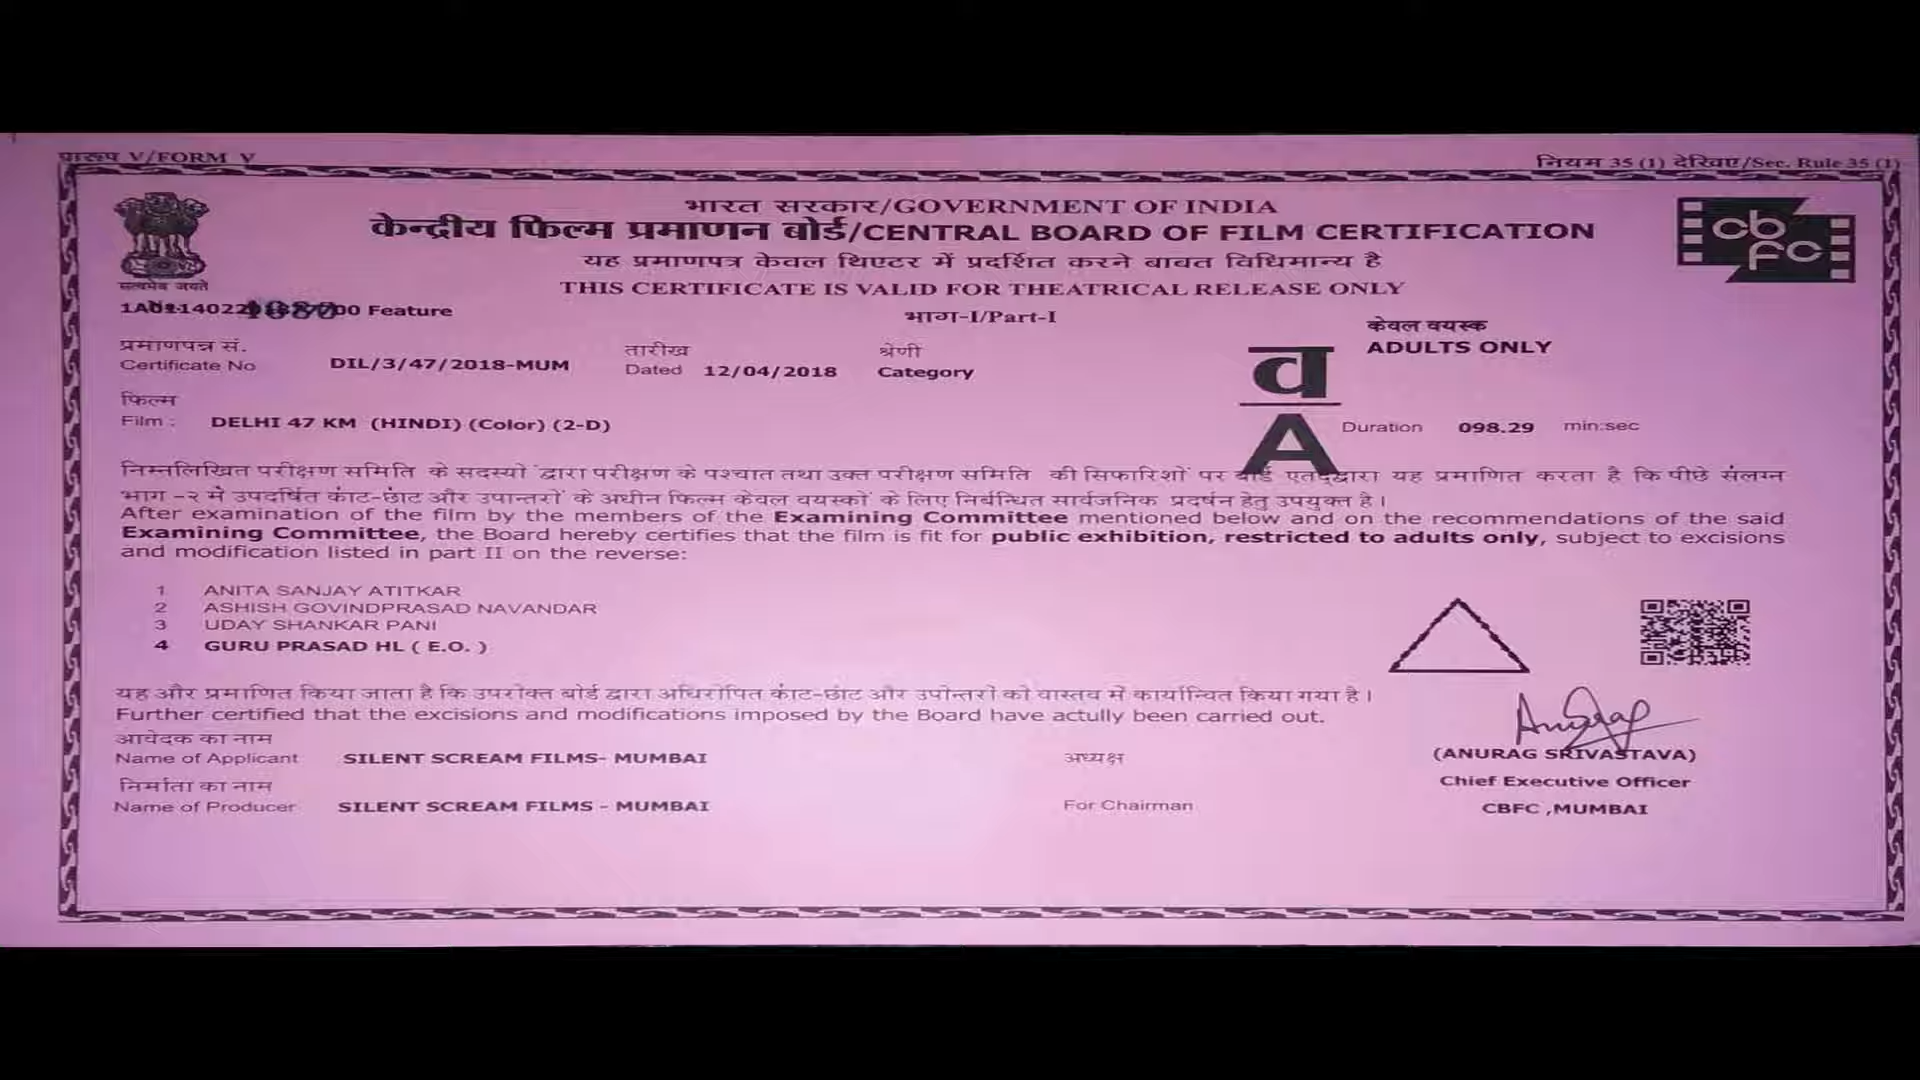 प्रारूप V/FORM V
नियम 35 (1) देखिए/Sec. Rule 35 (1)
भारत सरकार/GOVERNMENT OF INDIA
केन्द्रीय फिल्म प्रमाणन बोर्ड/CENTRAL BOARD OF FILM CERTIFICATION
यह प्रमाणपत्र केवल थिएटर में प्रदर्शित करने बाबत विधिमान्य है
THIS CERTIFICATE IS VALID FOR THEATRICAL RELEASE ONLY
cb
fc
सत्यमेव जयते
Feature
भाग-I/Part-I
केवल वयस्क
ADULTS ONLY
प्रमाणपत्र सं.
Certificate No DIL/3/47/2018-MUM
तारीख
Dated 12/04/2018
श्रेणी
Category
व
A
फिल्म
Film : DELHI 47 KM (HINDI) (Color) (2-D)
Duration 098.29 min:sec
निम्नलिखित परीक्षण समिति के सदस्यों द्वारा परीक्षण के पश्चात तथा उक्त परीक्षण समिति की सिफारिशों पर बोर्ड एतद्द्वारा यह प्रमाणित करता है कि पीछे संलग्न
भाग -२ में उपदर्षित कांट-छांट और उपान्तरों के अधीन फिल्म केवल वयस्कों के लिए निर्बन्धित सार्वजनिक प्रदर्षन हेतु उपयुक्त है।
After examination of the film by the members of the Examining Committee mentioned below and on the recommendations of the said
Examining Committee, the Board hereby certifies that the film is fit for public exhibition, restricted to adults only, subject to excisions
and modification listed in part II on the reverse:
1 ANITA SANJAY ATITKAR
2 ASHISH GOVINDPRASAD NAVANDAR
3 UDAY SHANKAR PANI
4 GURU PRASAD HL ( E.O. )
यह और प्रमाणित किया जाता है कि उपरोक्त बोर्ड द्वारा अधिरोपित कांट-छांट और उपोन्तरों को वास्तव में कार्यान्वित किया गया है।
Further certified that the excisions and modifications imposed by the Board have actully been carried out.
आवेदक का नाम
Name of Applicant SILENT SCREAM FILMS- MUMBAI
अध्यक्ष
निर्माता का नाम
Name of Producer SILENT SCREAM FILMS - MUMBAI
For Chairman
(ANURAG SRIVASTAVA)
Chief Executive Officer
CBFC ,MUMBAI